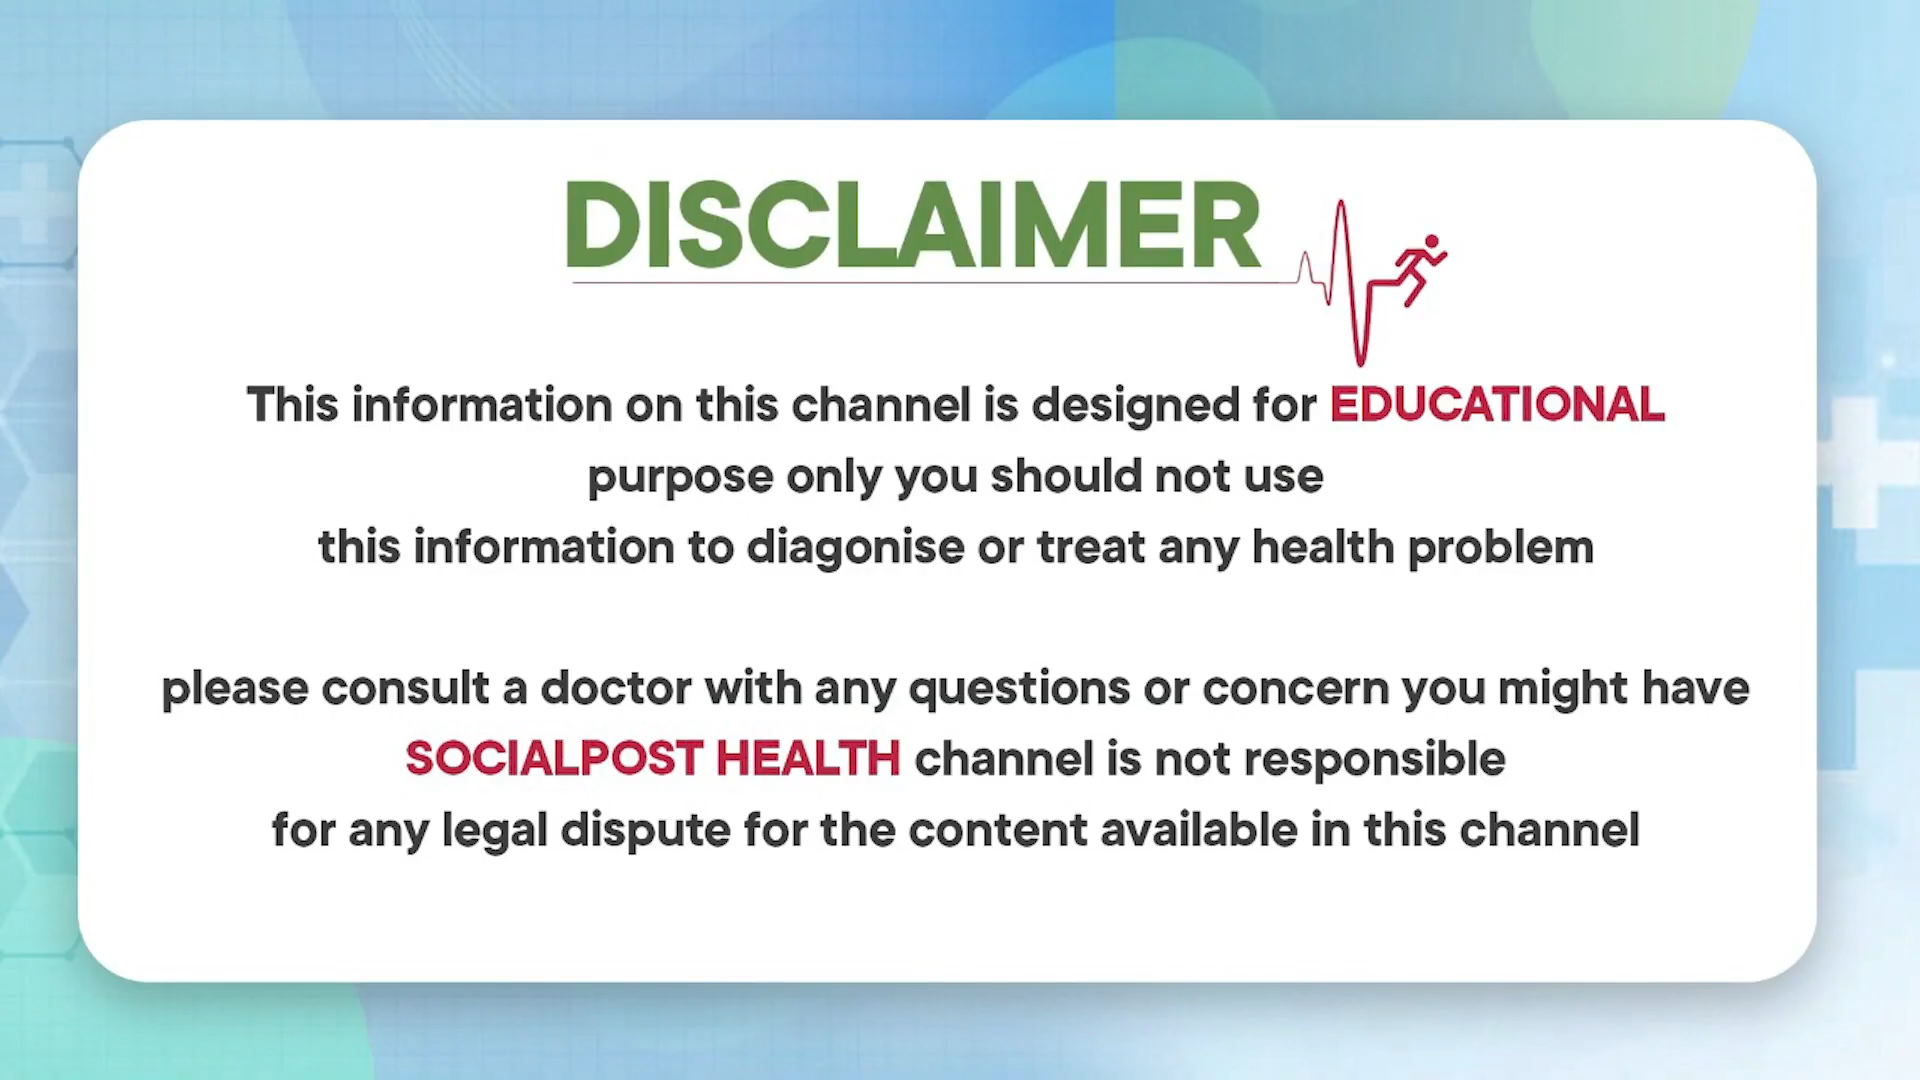 DISCLAIMER
This information on this channel is designed for EDUCATIONAL
purpose only you should not use
this information to diagonise or treat any health problem
please consult a doctor with any questions or concern you might have
SOCIALPOST HEALTH channel is not responsible
for any legal dispute for the content available in this channel